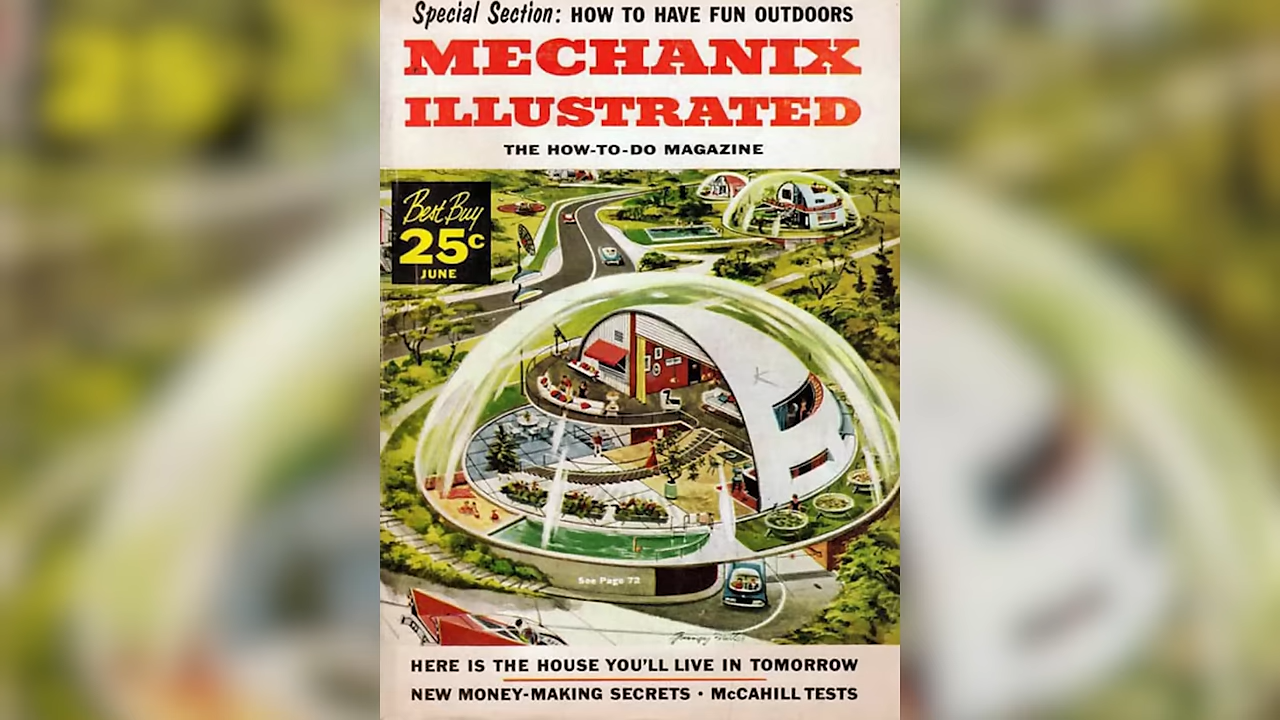 Special Section: HOW TO HAVE FUN OUTDOORS
MECHANIX
ILLUSTRATED
THE HOW-TO-DO MAGAZINE
Best Buy
25c
JUNE
See Page 72
HERE IS THE HOUSE YOU'LL LIVE IN TOMORROW
NEW MONEY-MAKING SECRETS • McCAHILL TESTS